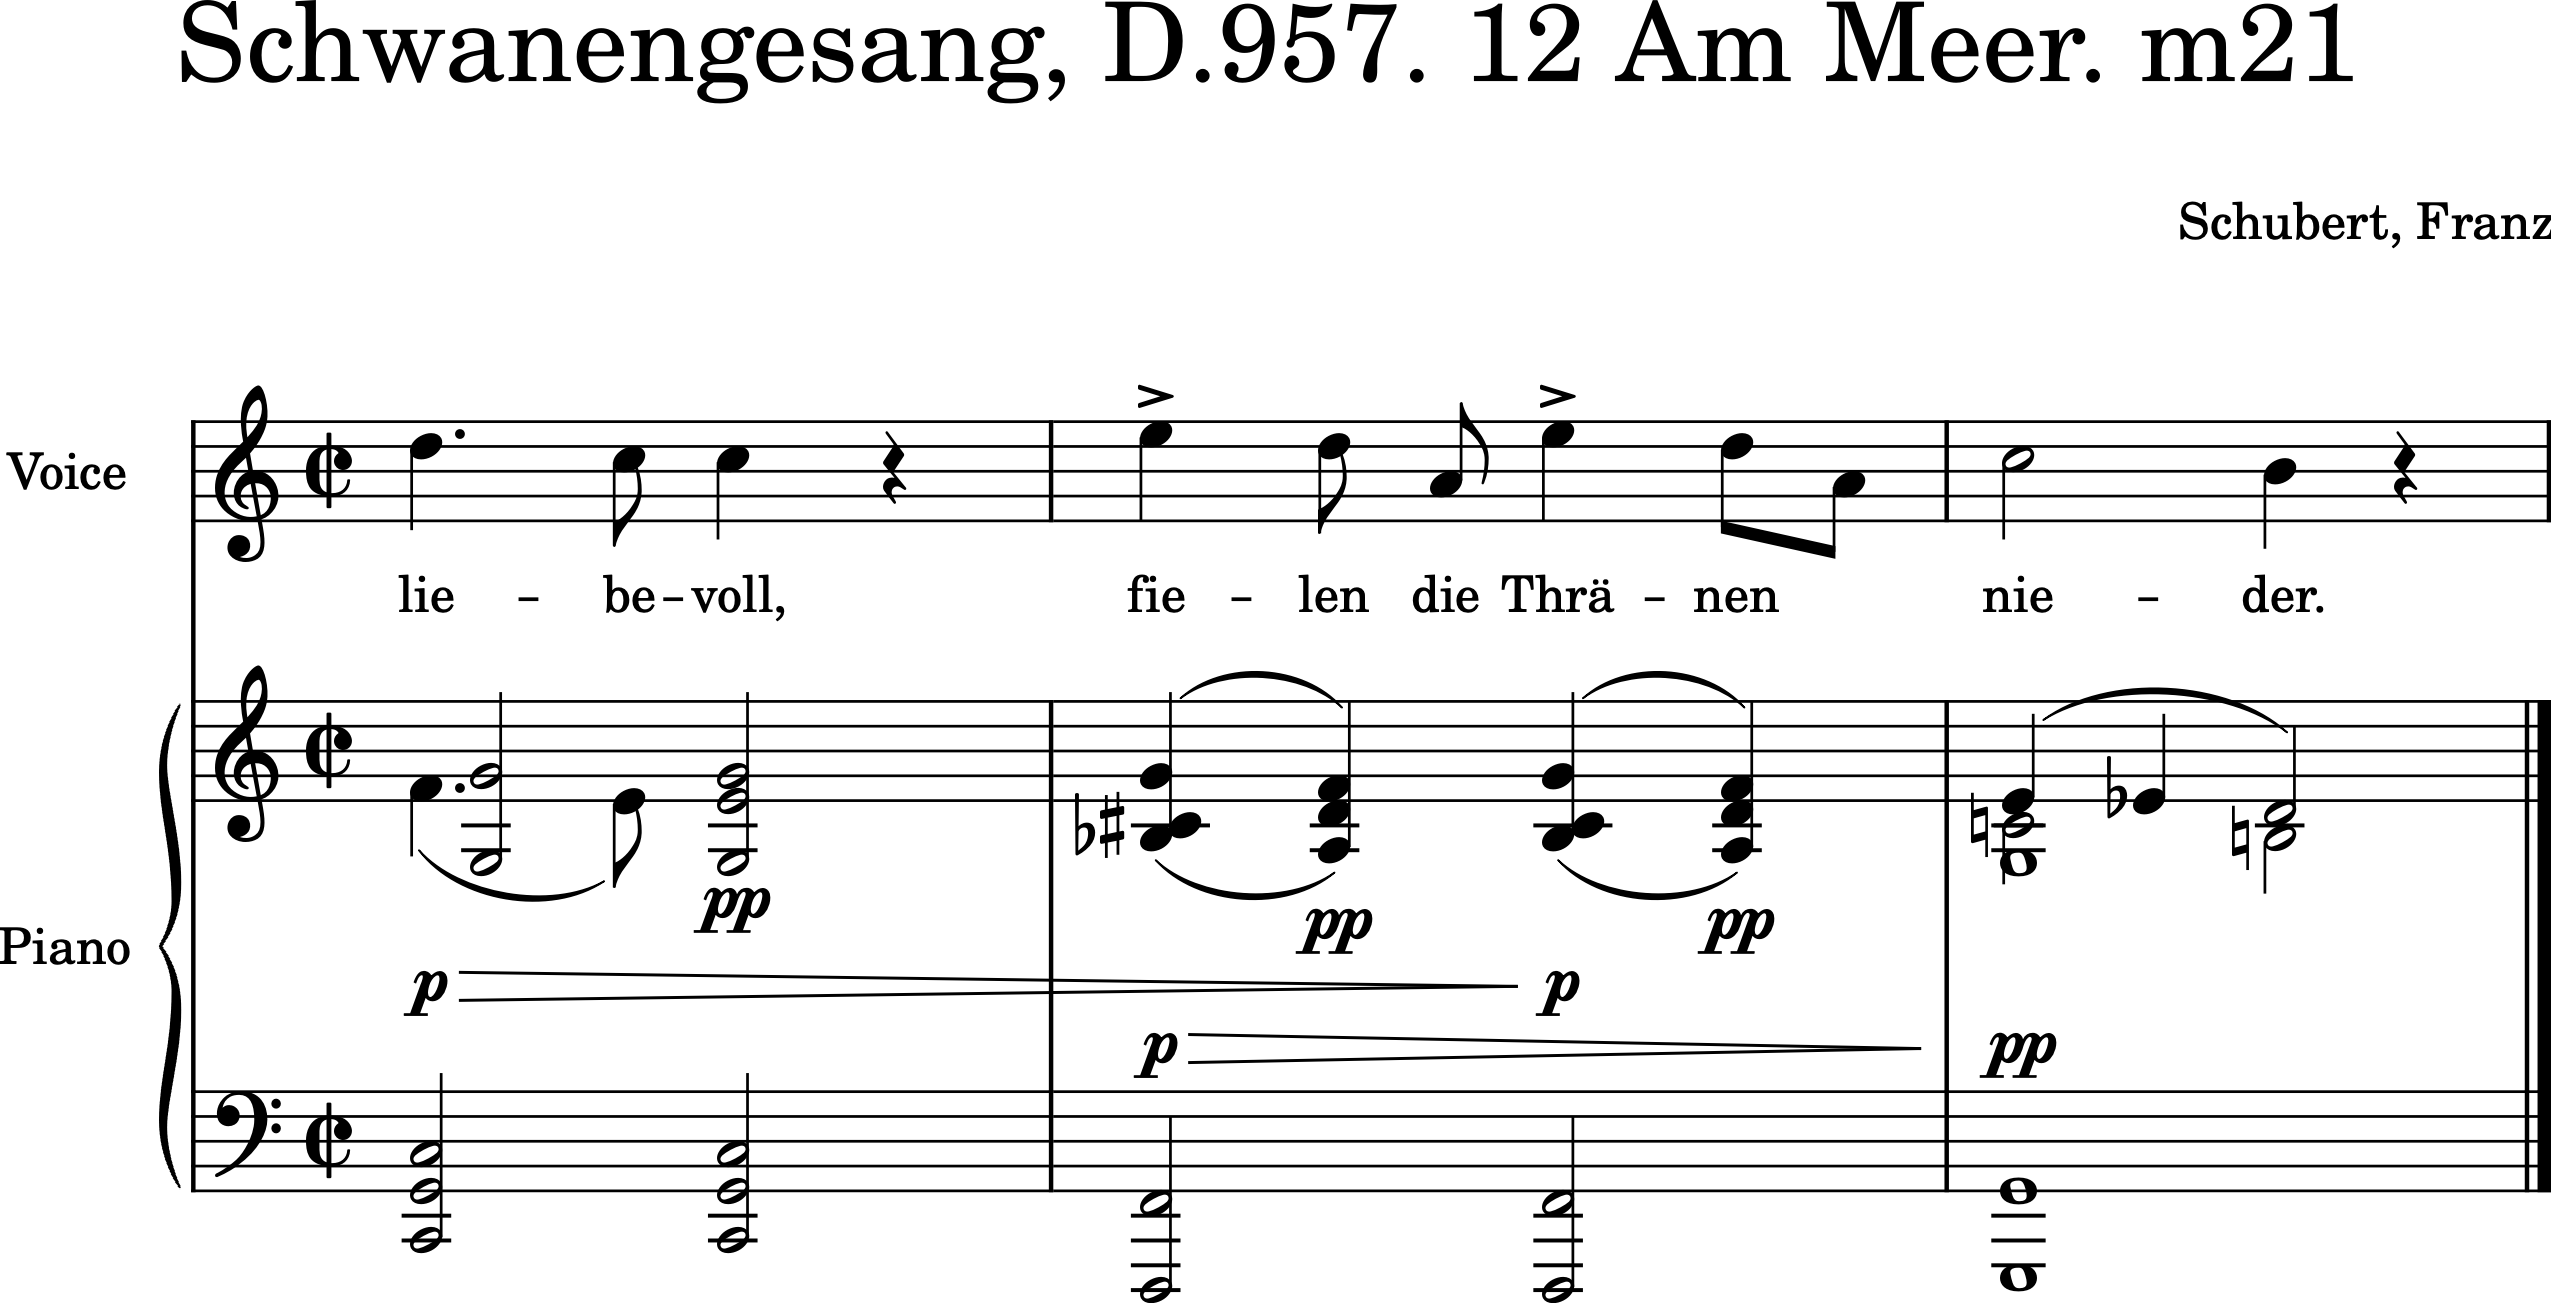 Schwanengesang, D.957. 12 Am Meer. m21
Schubert, Franz
Voice
lie – be – voll, fie – len die Thrä – nen nie – der.
Piano
pp pp pp
p p
p pp